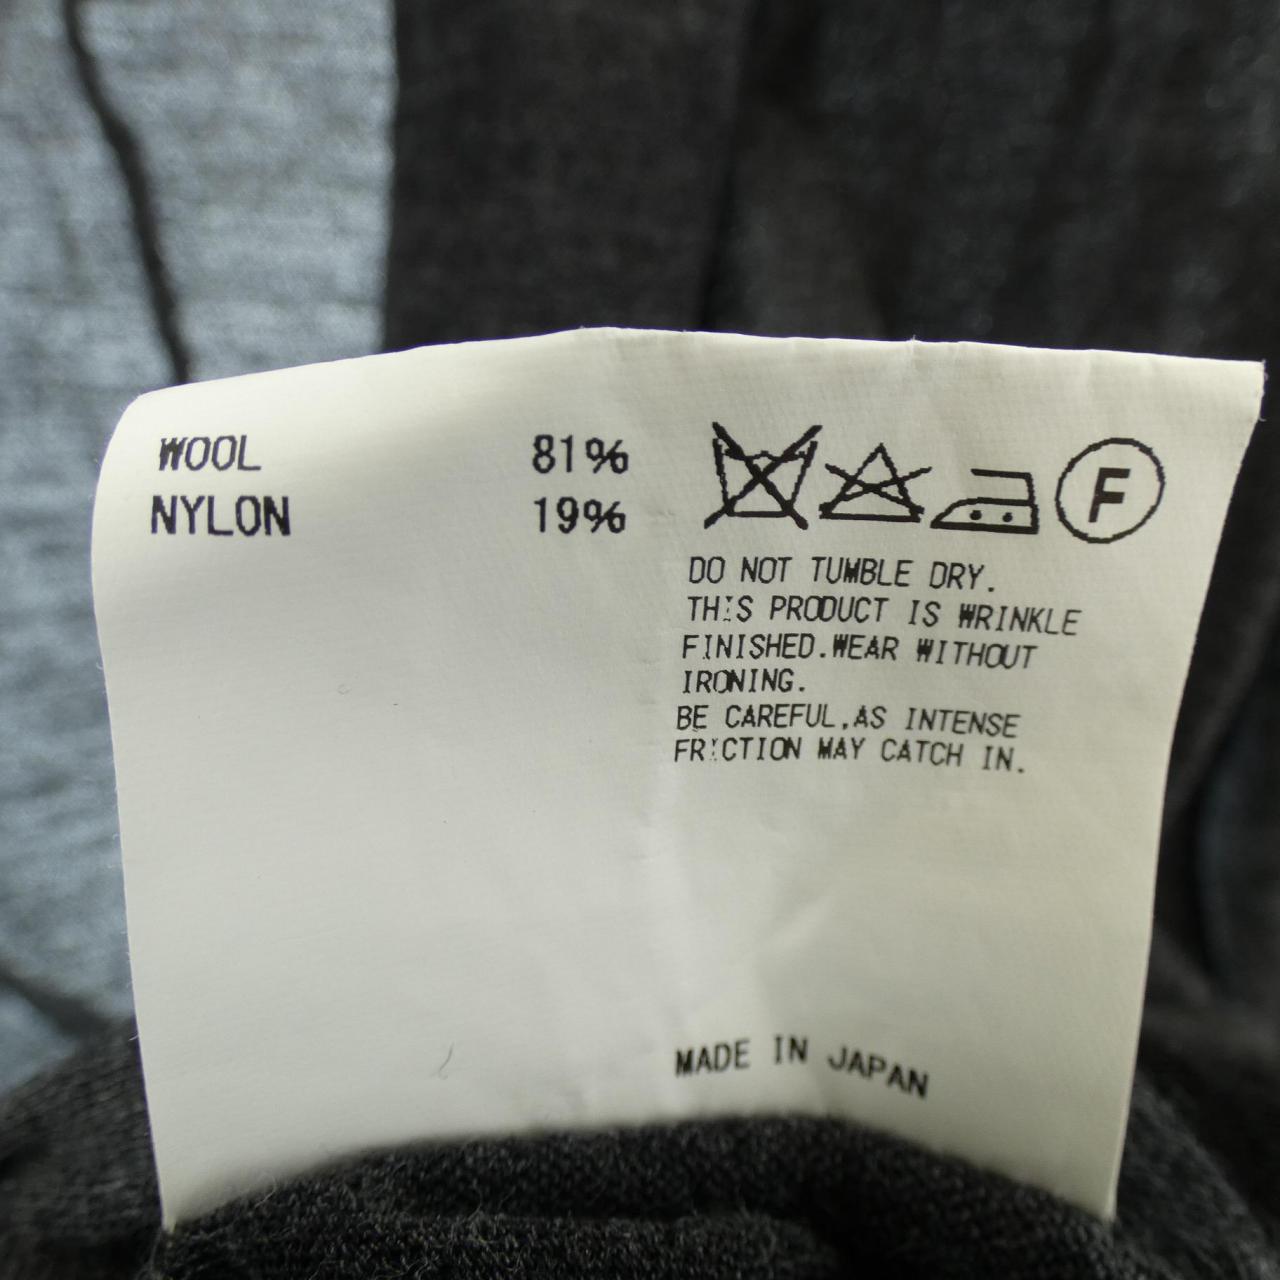 WOOL 81%
NYLON 19%
F
DO NOT TUMBLE DRY.
THIS PRODUCT IS WRINKLE
FINISHED.WEAR WITHOUT
IRONING.
BE CAREFUL,AS INTENSE
FRICTION MAY CATCH IN.
MADE IN JAPAN